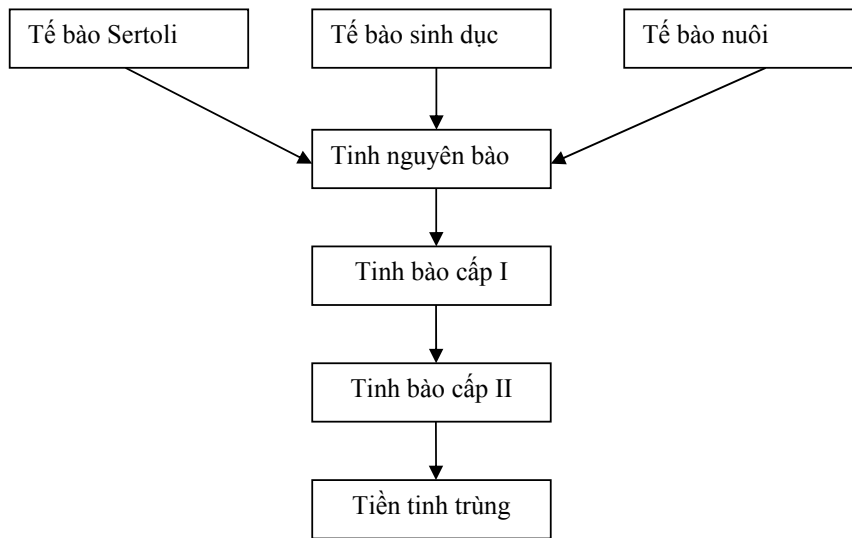 Tế bào Sertoli
Tế bào sinh dục
Tế bào nuôi
Tinh nguyên bào
Tinh bào cấp I
Tinh bào cấp II
Tiền tinh trùng